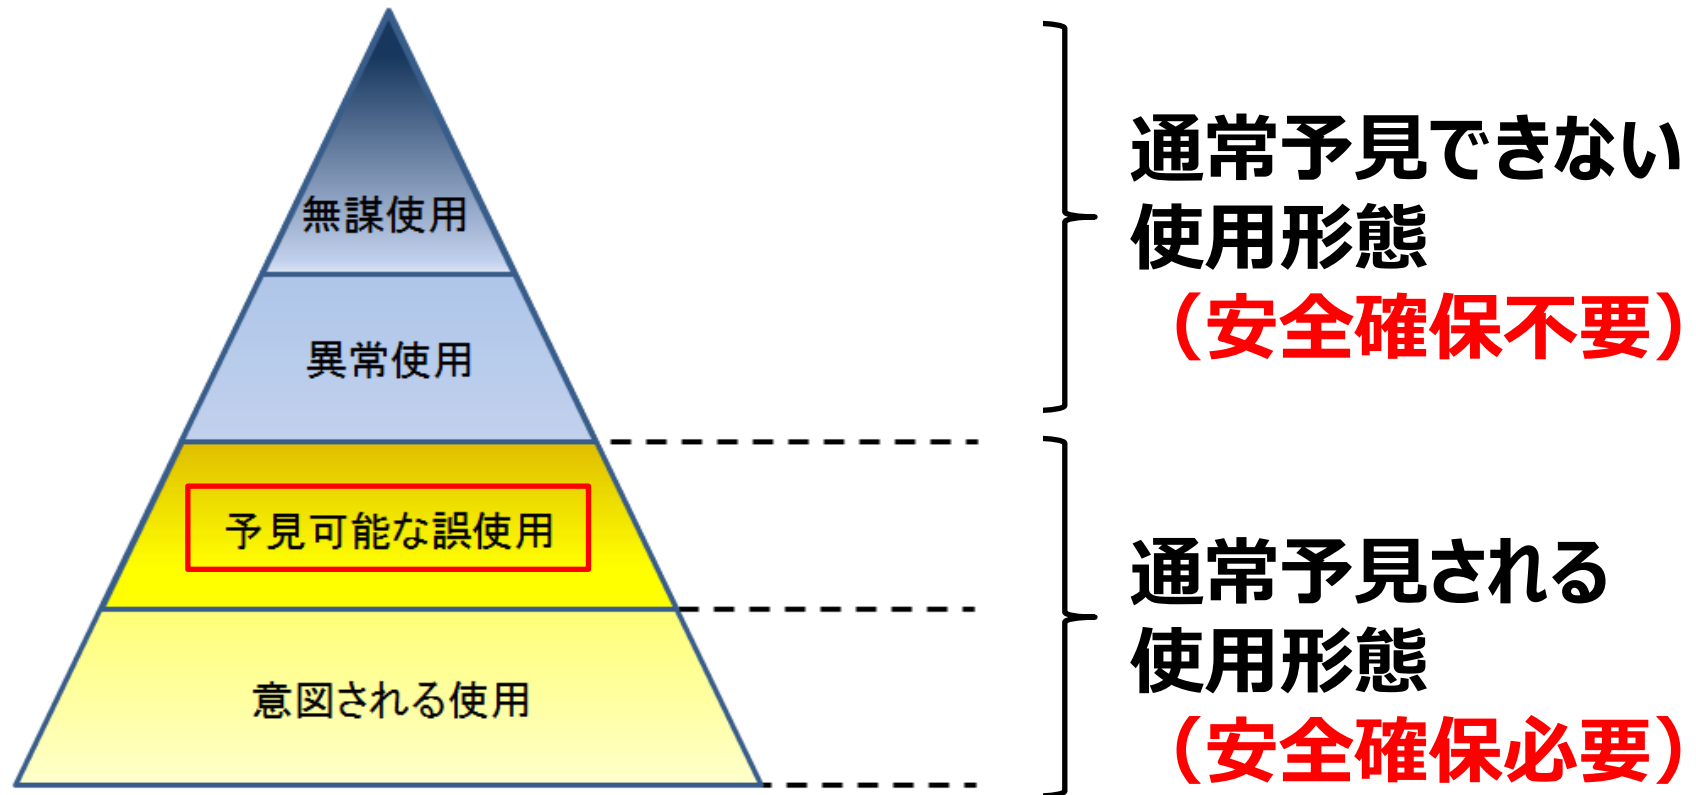 無謀使用
異常使用
予見可能な誤使用
意図される使用
通常予見できない
使用形態
（安全確保不要）
通常予見される
使用形態
（安全確保必要）